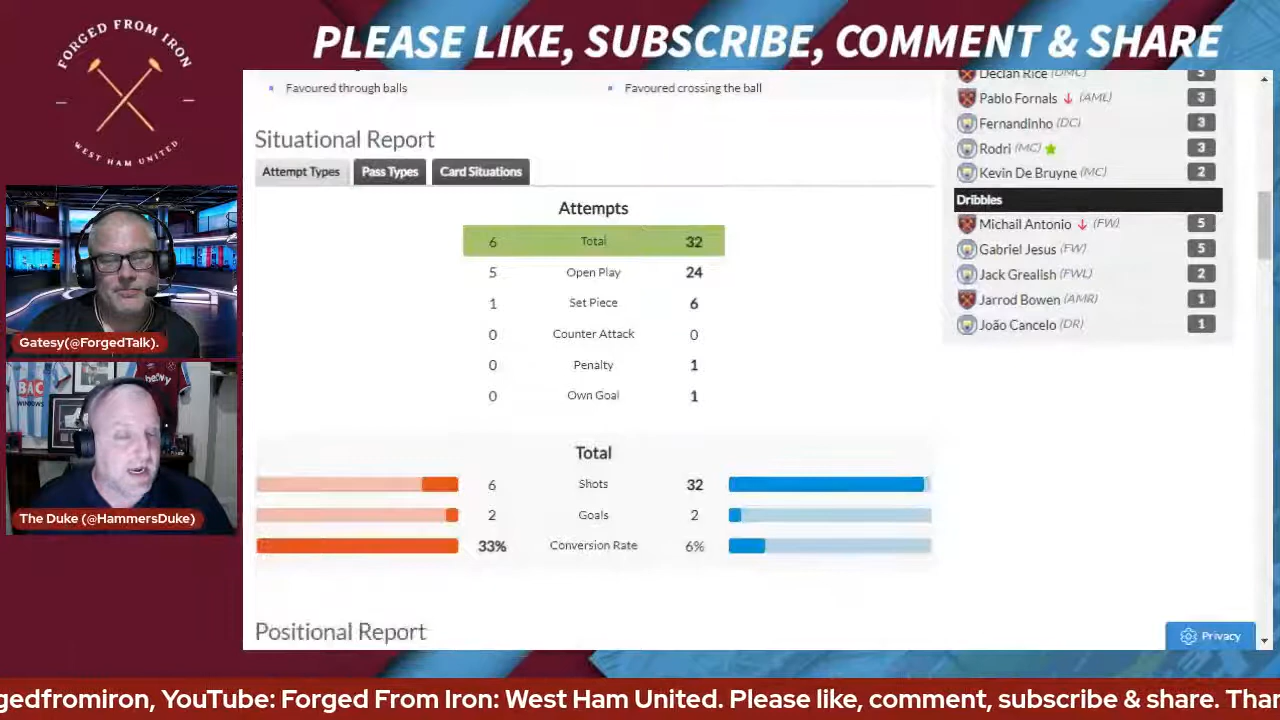 FORGED FROM IRON
WEST HAM UNITED
PLEASE LIKE, SUBSCRIBE, COMMENT & SHARE
Favoured through balls
Favoured crossing the ball
Situational Report
Attempt Types
Pass Types
Card Situations
Attempts
6 Total 32
5 Open Play 24
1 Set Piece 6
0 Counter Attack 0
0 Penalty 1
0 Own Goal 1
Total
6 Shots 32
2 Goals 2
33% Conversion Rate 6%
Positional Report
Declan Rice (DMC) 5
Pablo Fornals (AML) 3
Fernandinho (DC) 3
Rodri (MC) 3
Kevin De Bruyne (MC) 2
Dribbles
Michail Antonio (FW) 5
Gabriel Jesus (FW) 5
Jack Grealish (FWL) 2
Jarrod Bowen (AMR) 1
João Cancelo (DR) 1
Privacy
Gatesy(@ForgedTalk).
BAC
WINDOWS
The Duke (@HammersDuke)
gedfromiron, YouTube: Forged From Iron: West Ham United. Please like, comment, subscribe & share. Than